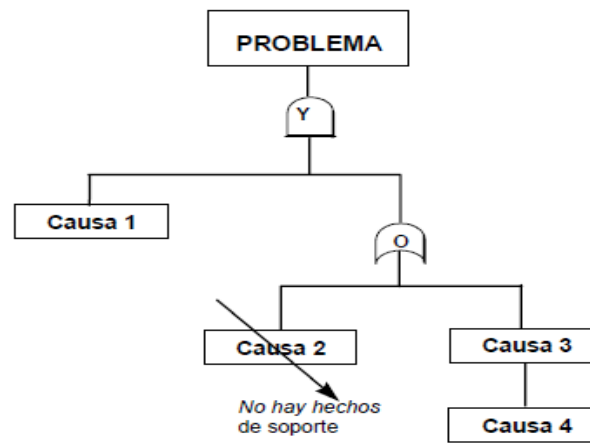 PROBLEMA
Y
Causa 1
O
Causa 2
Causa 3
No hay hechos
de soporte
Causa 4